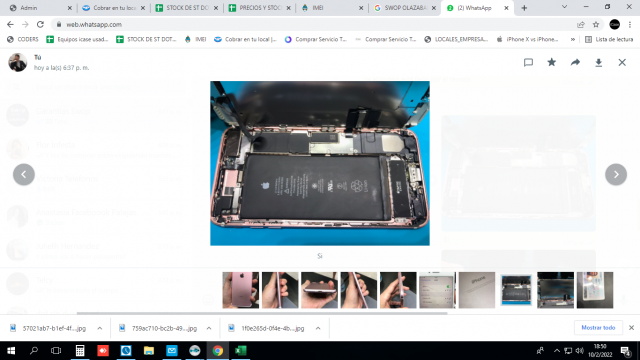 Admin
Cobrar en tu loca
STOCK DE ST DOT
PRECIOS Y STOCK
IMEI
SWOP OLAZABA
(2) WhatsApp
web.whatsapp.com
CODERS
Equipos icase usad...
STOCK DE ST DOT...
IMEI
Cobrar en tu local |...
Comprar Servicio T...
Comprar Servicio T...
LOCALES_EMPRESA...
iPhone X vs iPhone...
Lista de lectura
Tú
hoy a la(s) 6:37 p. m.
Si
57021ab7-b1ef-4f....jpg
759ac710-bc2b-49....jpg
1f0e265d-0f4e-4b....jpg
Mostrar todo
18:50
10/2/2022